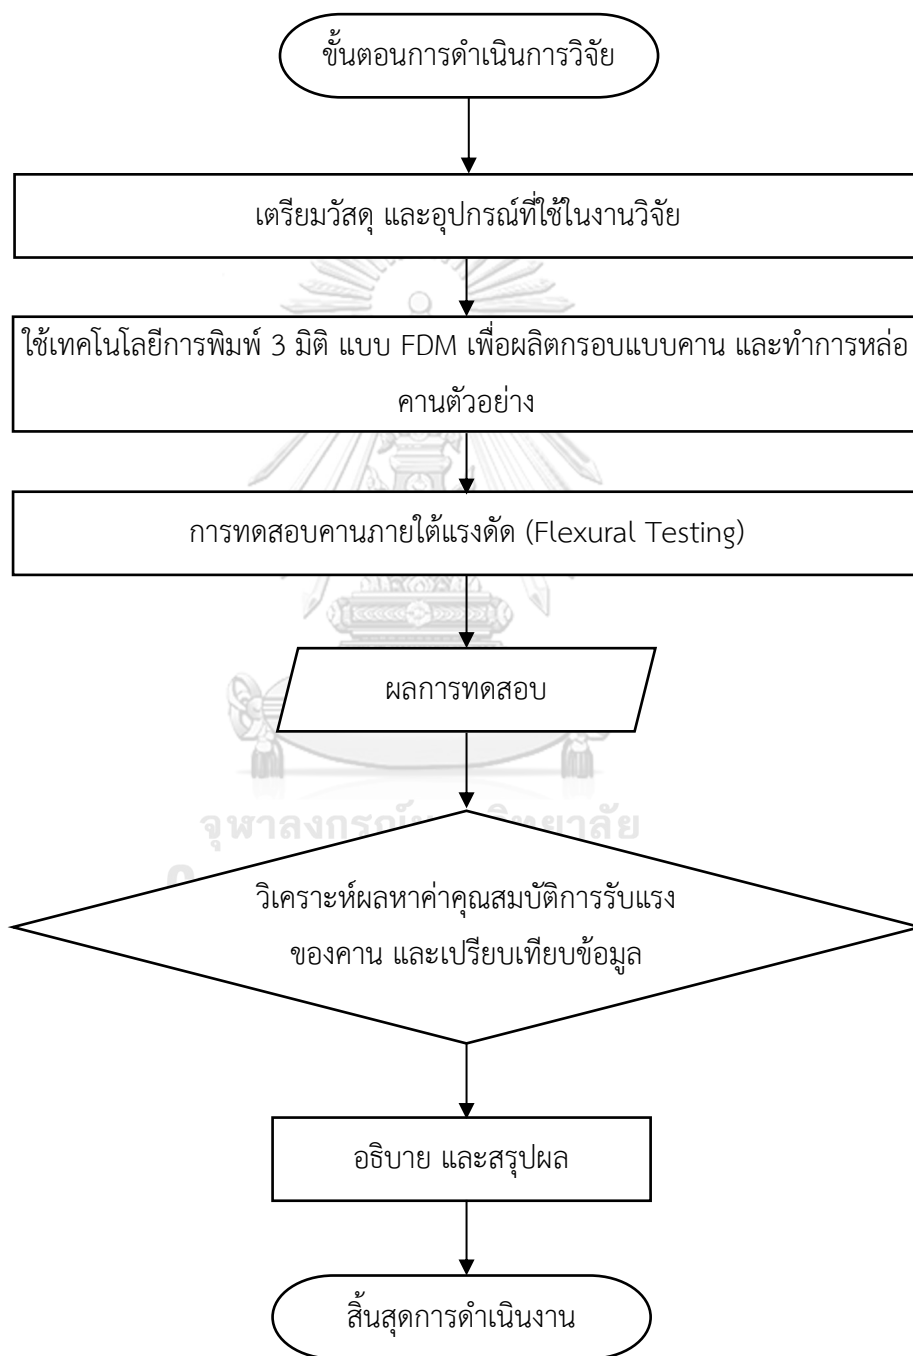 ขั้นตอนการดำเนินการวิจัย
เตรียมวัสดุ และอุปกรณ์ที่ใช้ในงานวิจัย
ใช้เทคโนโลยีการพิมพ์ 3 มิติ แบบ FDM เพื่อผลิตกรอบแบบคาน และทำการหล่อ
คานตัวอย่าง
การทดสอบคานภายใต้แรงดัด (Flexural Testing)
ผลการทดสอบ
วิเคราะห์ผลหาค่าคุณสมบัติการรับแรง
ของคาน และเปรียบเทียบข้อมูล
อธิบาย และสรุปผล
สิ้นสุดการดำเนินงาน